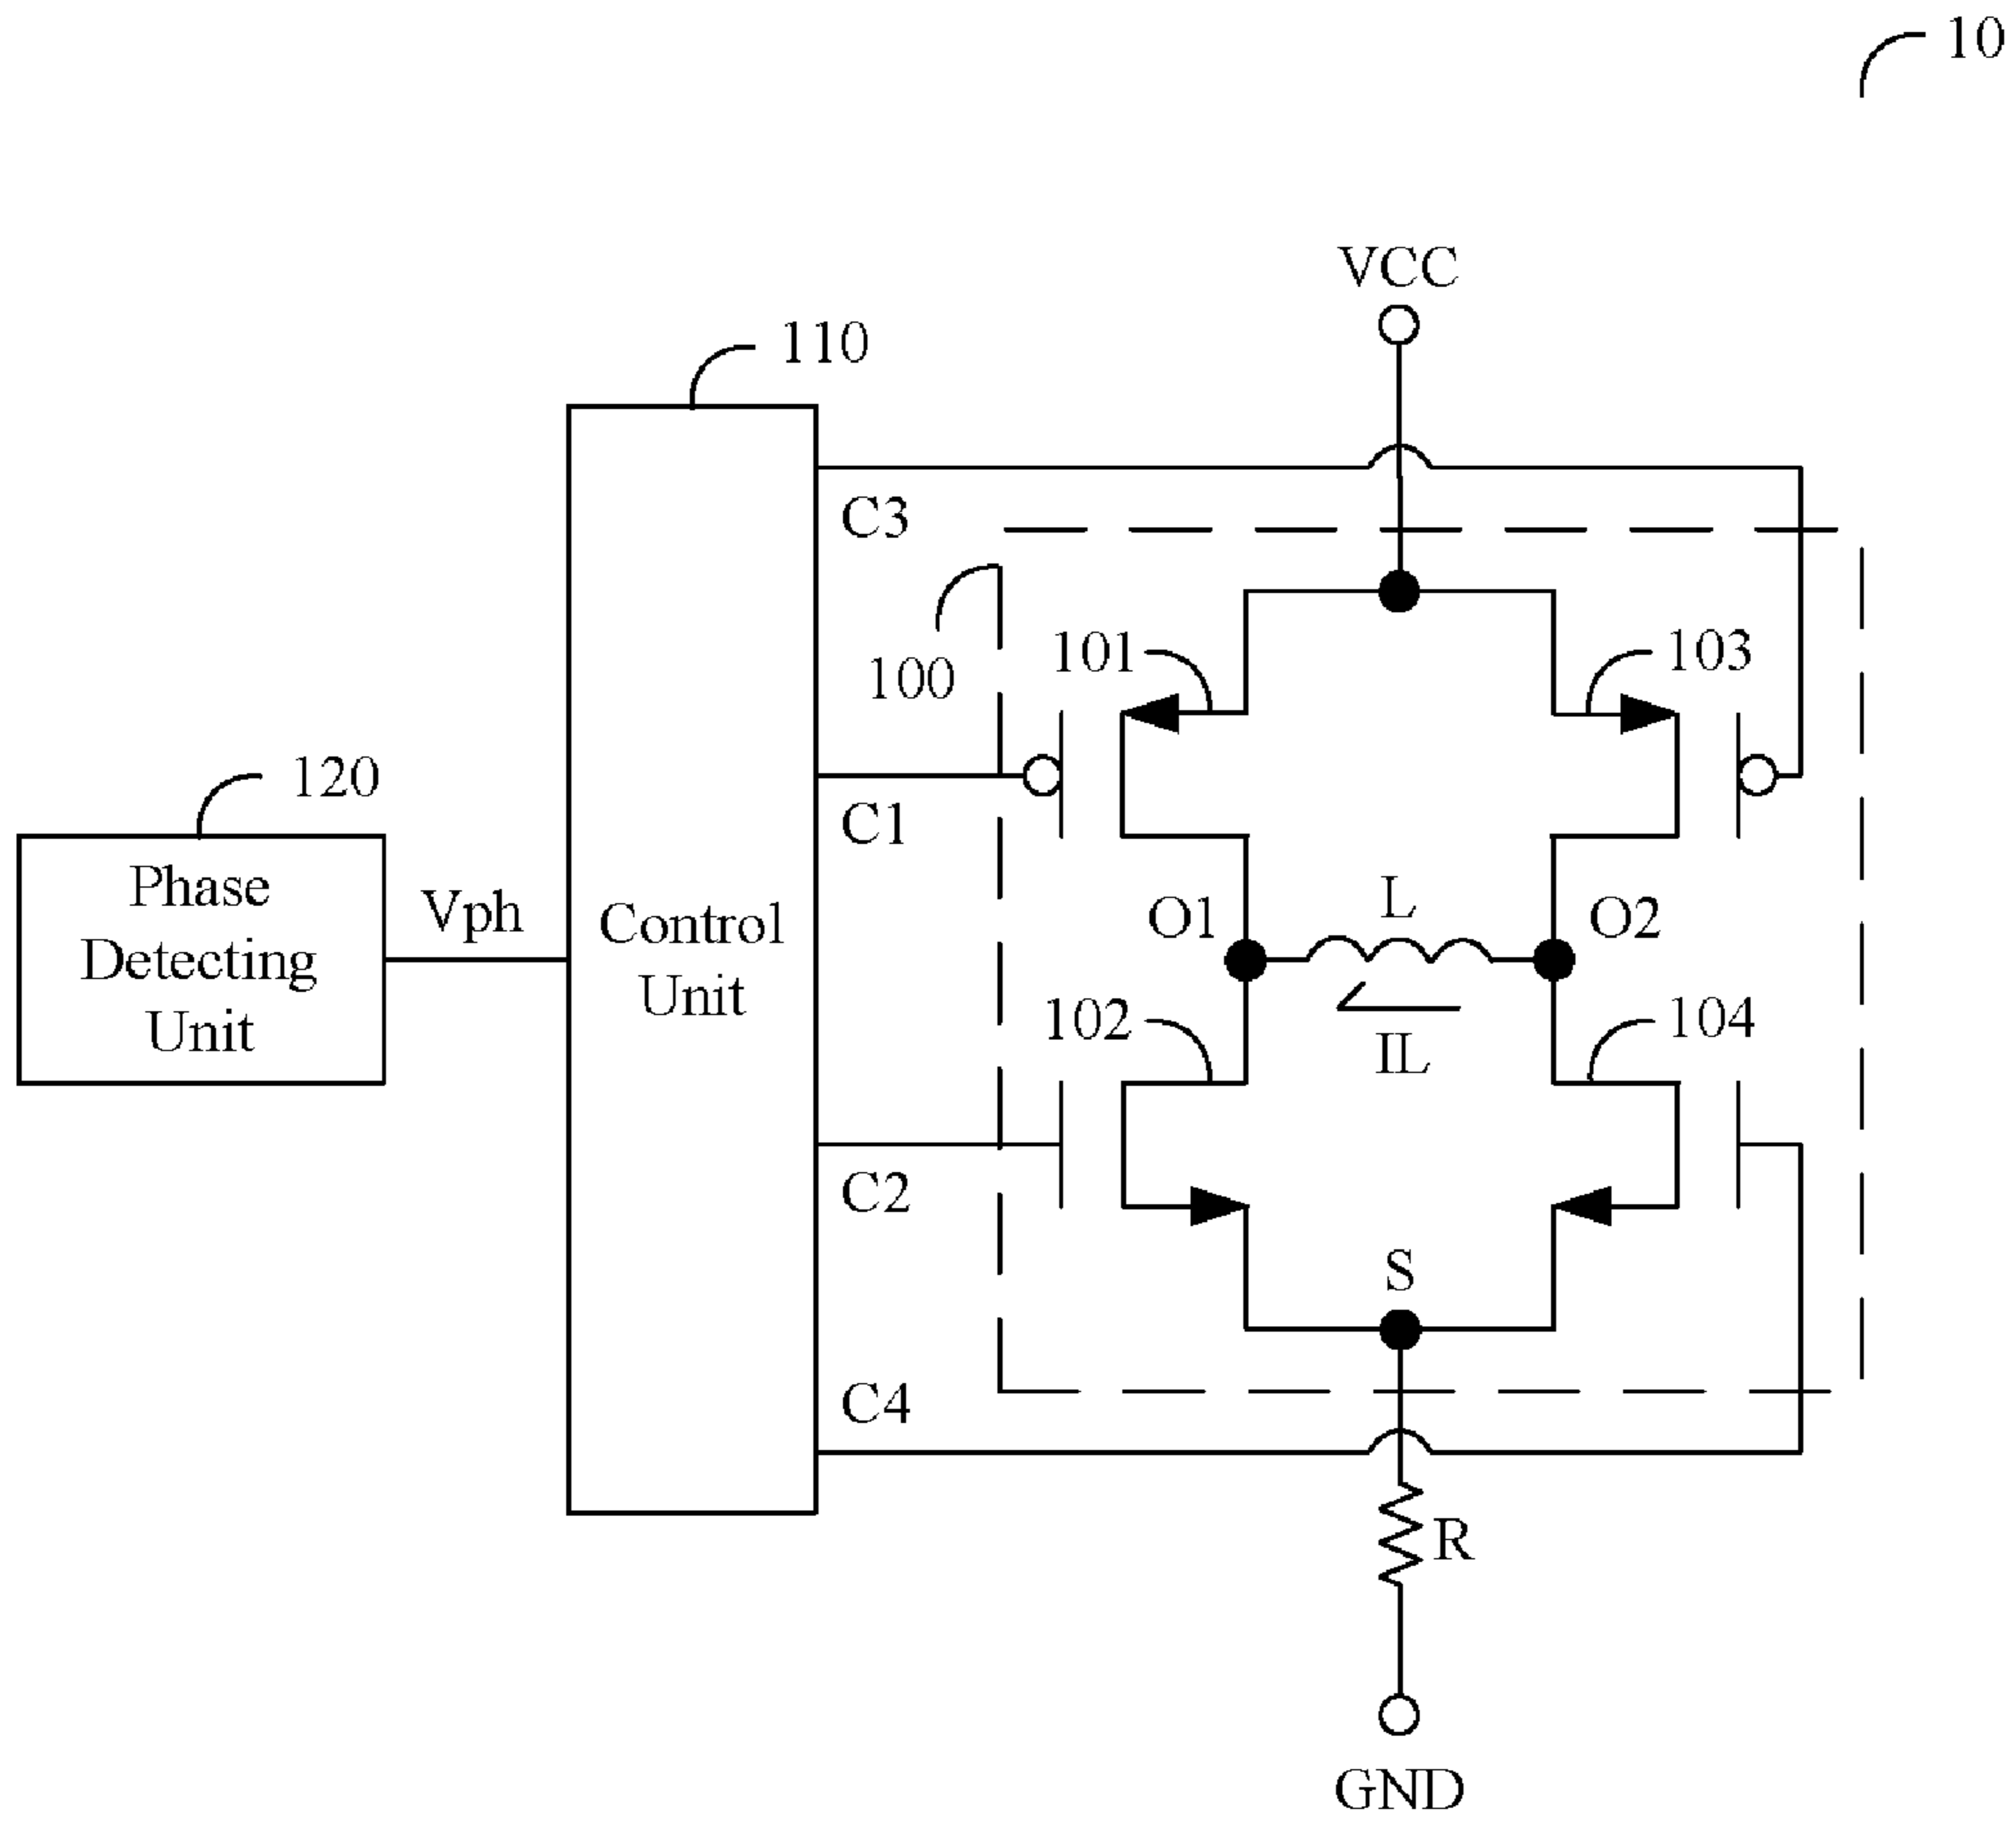 10
VCC
110
C3
100
101
103
120
C1
Phase
Detecting
Unit
Vph
Control
Unit
O1
L
O2
102
IL
104
C2
S
C4
R
GND